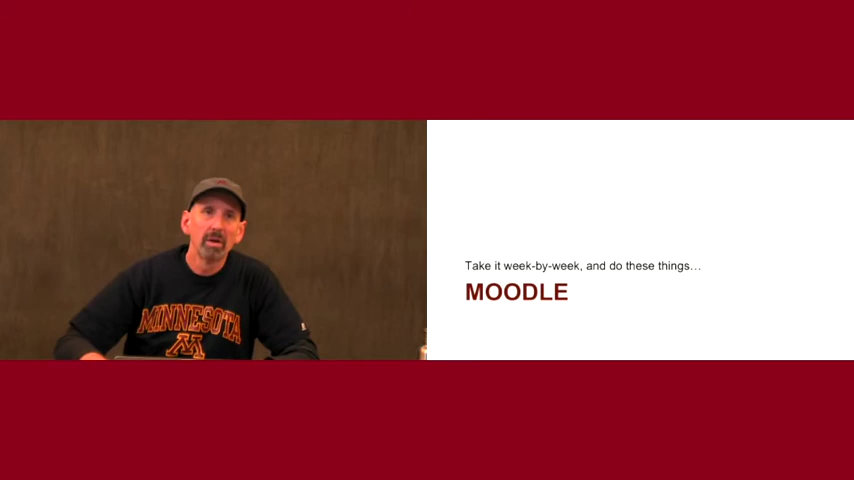 MINNESOTA
M
Take it week-by-week, and do these things…
MOODLE